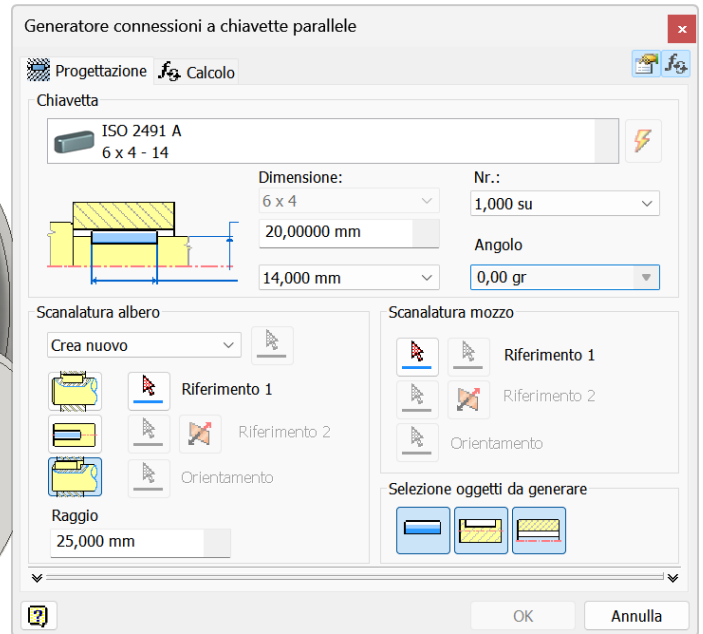 Generatore connessioni a chiavette parallele
Progettazione
Calcolo
Chiavetta
ISO 2491 A
6 x 4 - 14
Dimensione:
Nr.:
6 x 4
1,000 su
20,00000 mm
Angolo
14,000 mm
0,00 gr
Scanalatura albero
Crea nuovo
Riferimento 1
Riferimento 2
Orientamento
Raggio
25,000 mm
Scanalatura mozzo
Riferimento 1
Riferimento 2
Orientamento
Selezione oggetti da generare
OK
Annulla